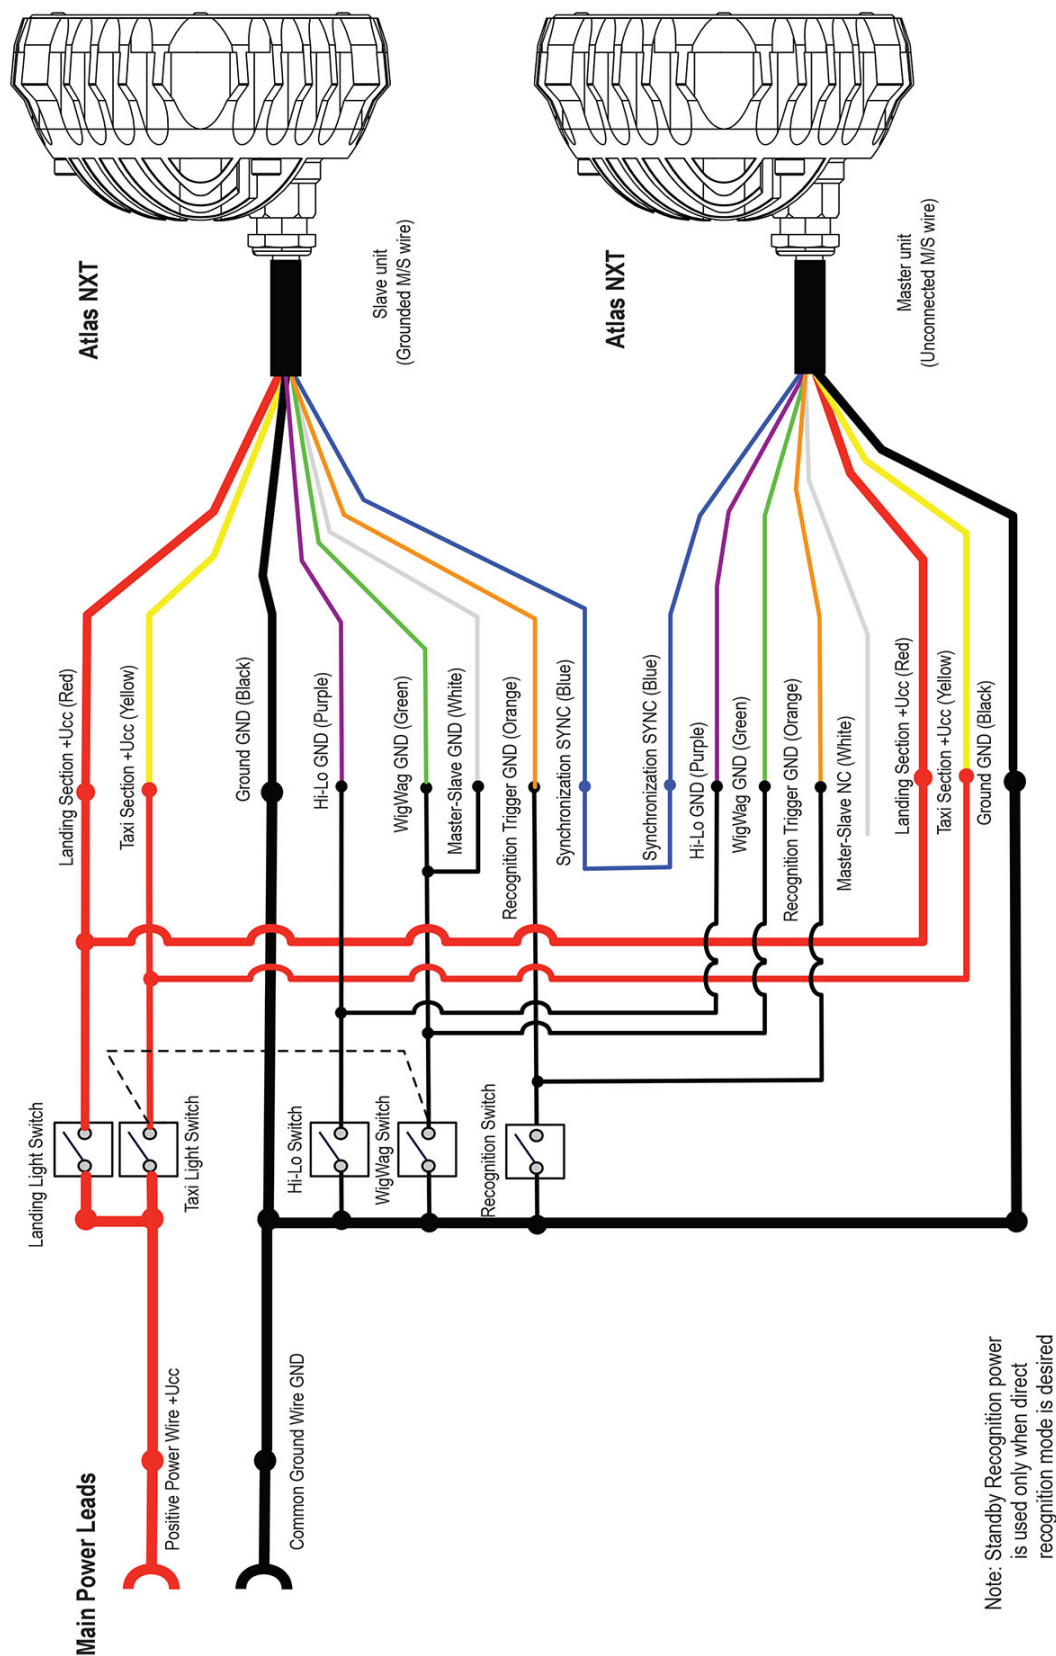 Atlas NXT
Slave unit
(Grounded M/S wire)
Atlas NXT
Master unit
(Unconnected M/S wire)
Landing Section +Ucc (Red)
Taxi Section +Ucc (Yellow)
Ground GND (Black)
Hi-Lo GND (Purple)
WigWag GND (Green)
Master-Slave GND (White)
Recognition Trigger GND (Orange)
Synchronization SYNC (Blue)
Synchronization SYNC (Blue)
Hi-Lo GND (Purple)
WigWag GND (Green)
Recognition Trigger GND (Orange)
Master-Slave NC (White)
Landing Section +Ucc (Red)
Taxi Section +Ucc (Yellow)
Ground GND (Black)
Landing Light Switch
Taxi Light Switch
Hi-Lo Switch
WigWag Switch
Recognition Switch
Main Power Leads
Positive Power Wire +Ucc
Common Ground Wire GND
Note: Standby Recognition power
is used only when direct
recognition mode is desired